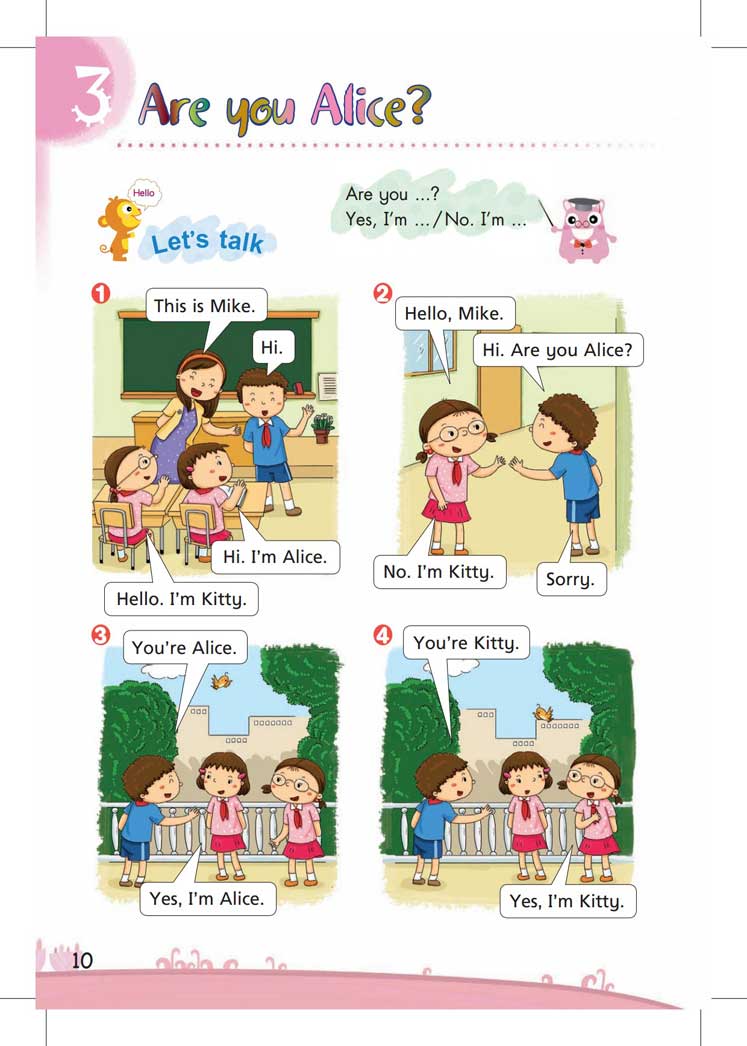 3
Are you Alice?
Hello
Let's talk
Are you ...?
Yes, I'm .../No. I'm ...
1
This is Mike.
Hi.
Hi. I'm Alice.
Hello. I'm Kitty.
2
Hello, Mike.
Hi. Are you Alice?
No. I'm Kitty.
Sorry.
3
You're Alice.
Yes, I'm Alice.
4
You're Kitty.
Yes, I'm Kitty.
10